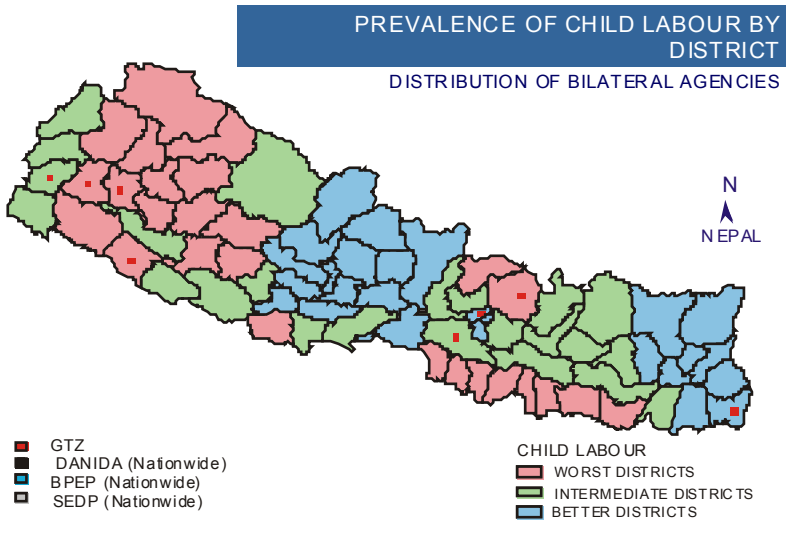 PREVALENCE OF CHILD LABOUR BY
DISTRICT
DISTRIBUTION OF BILATERAL AGENCIES
N
NEPAL
GTZ
DANIDA (Nationwide)
BPEP (Nationwide)
SEDP (Nationwide)
CHILD LABOUR
WORST DISTRICTS
INTERMEDIATE DISTRICTS
BETTER DISTRICTS